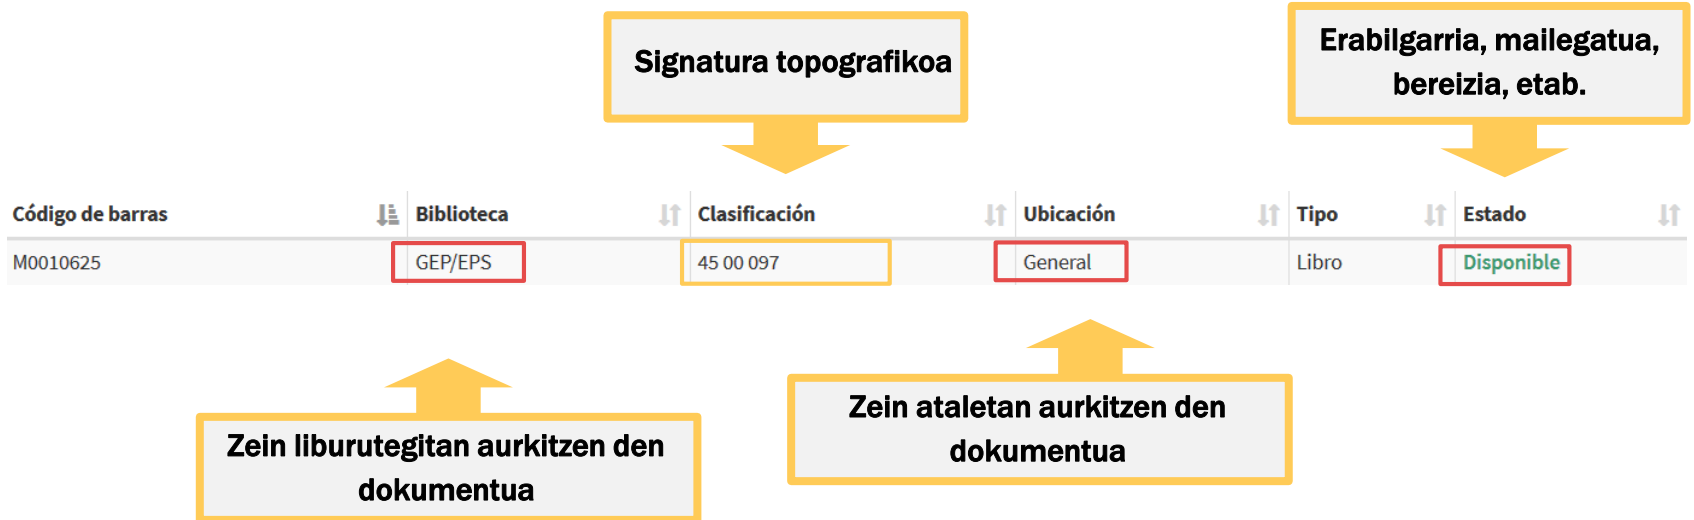 Signatura topografikoa
Erabilgarria, mailegatua,
bereizia, etab.
Código de barras Biblioteca Clasificación Ubicación Tipo Estado
M0010625 GEP/EPS 45 00 097 General Libro Disponible
Zein liburutegitan aurkitzen den
dokumentua
Zein ataletan aurkitzen den
dokumentua